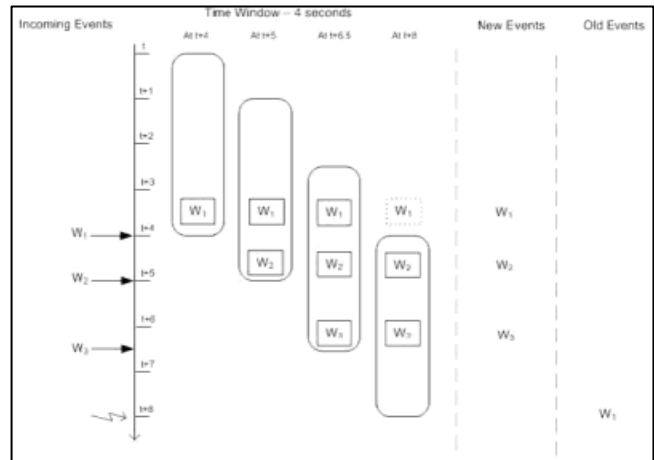 Time Window – 4 seconds
Incoming Events
New Events
Old Events
At t+4
At t+5
At t+6.5
At t+8
t
t+1
t+2
t+3
W₁
W₁
W₁
W₁
W₁
W₁
t+4
W₂
W₂
W₂
W₂
W₂
t+5
t+6
W₃
W₃
W₃
W₃
t+7
t+8
W₁